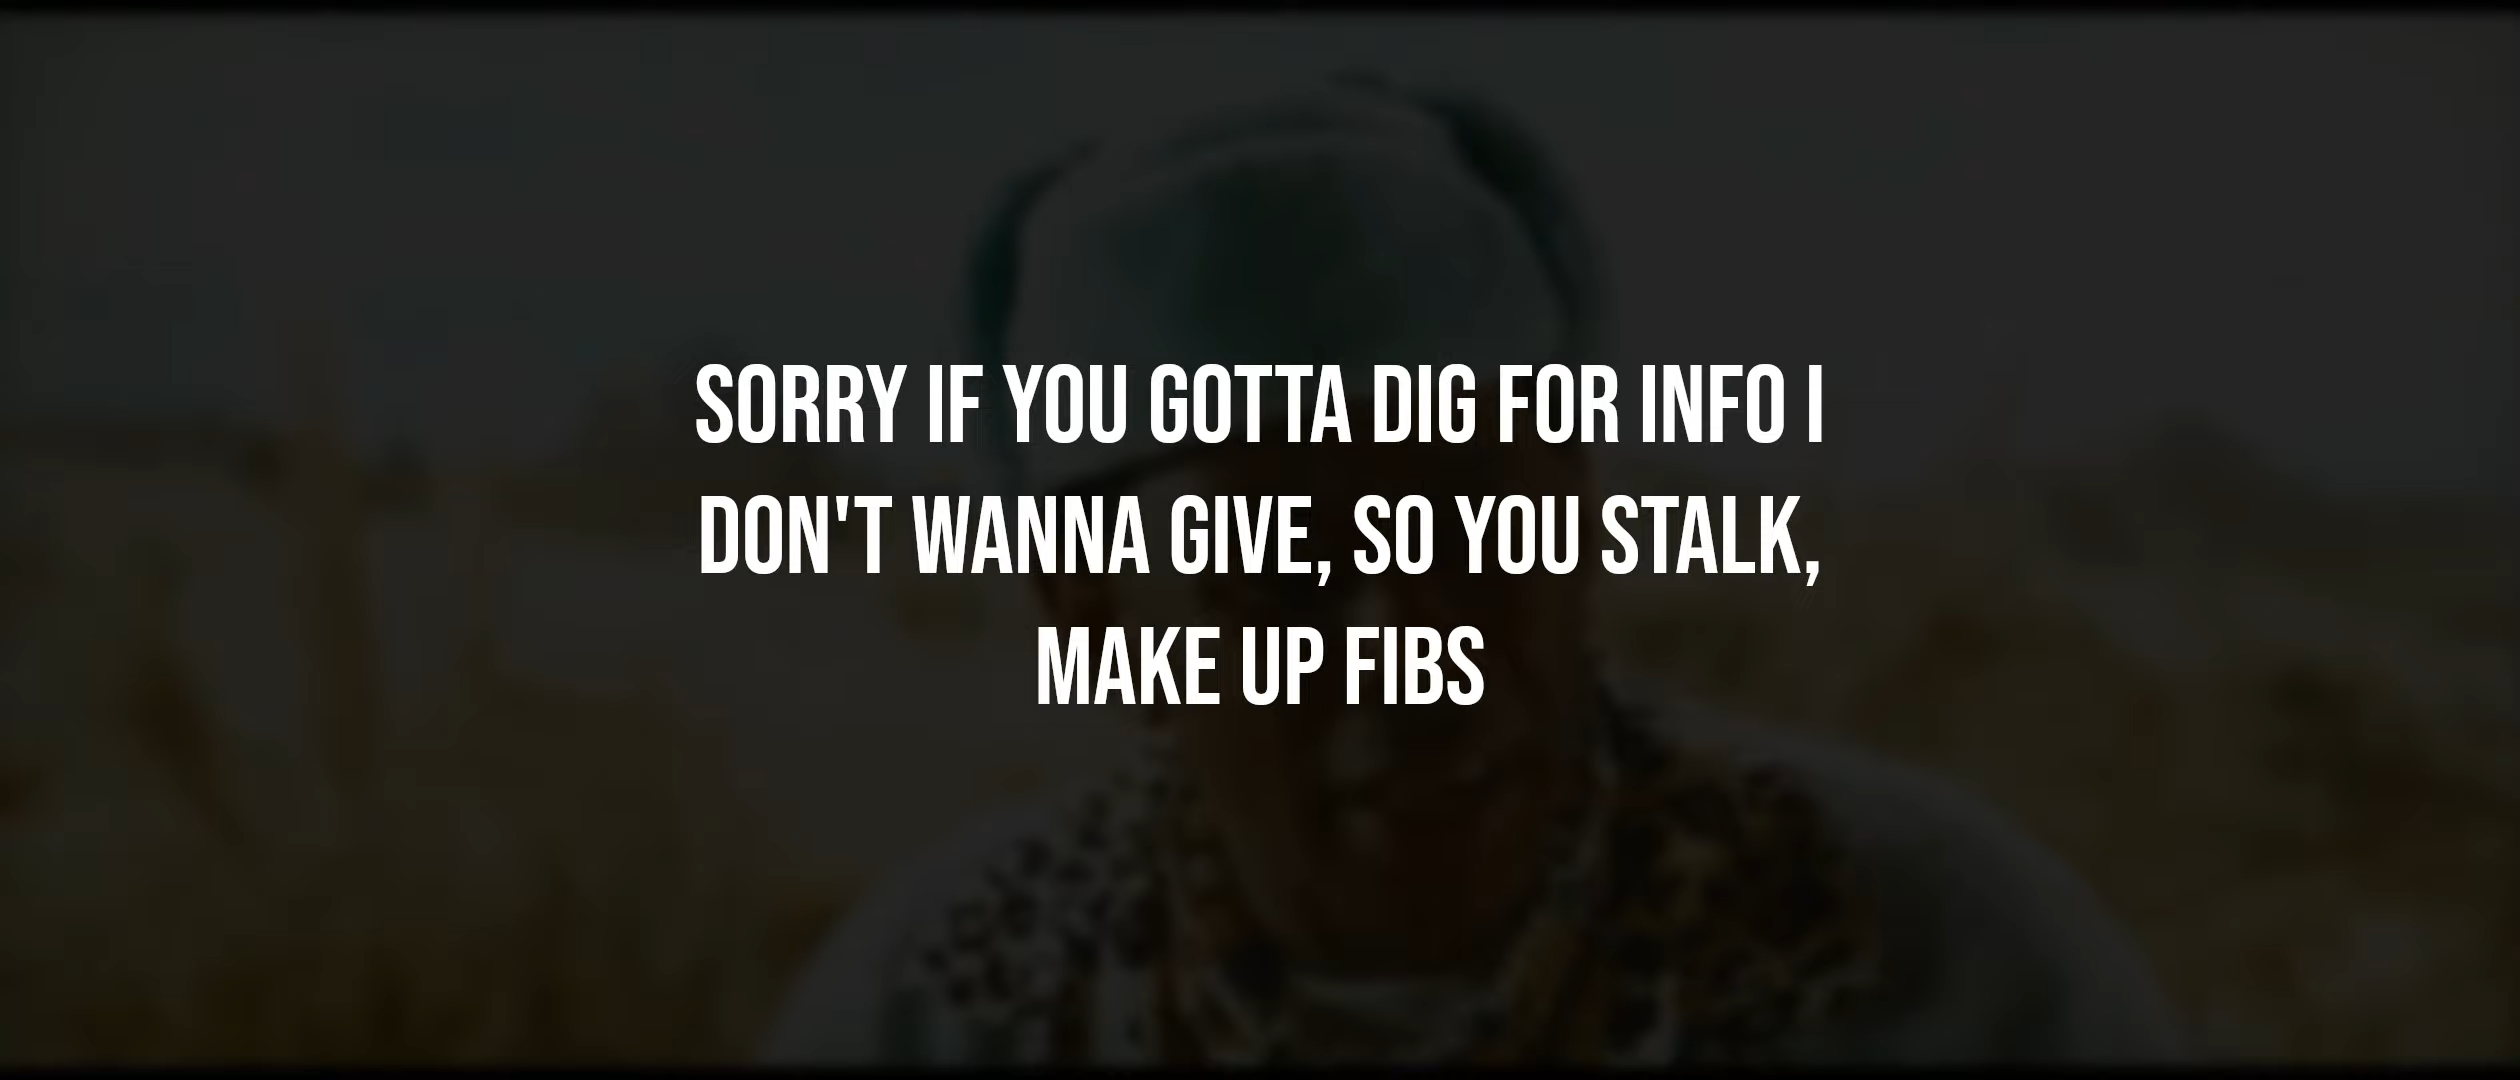 SORRY IF YOU GOTTA DIG FOR INFO I
DON'T WANNA GIVE, SO YOU STALK,
MAKE UP FIBS